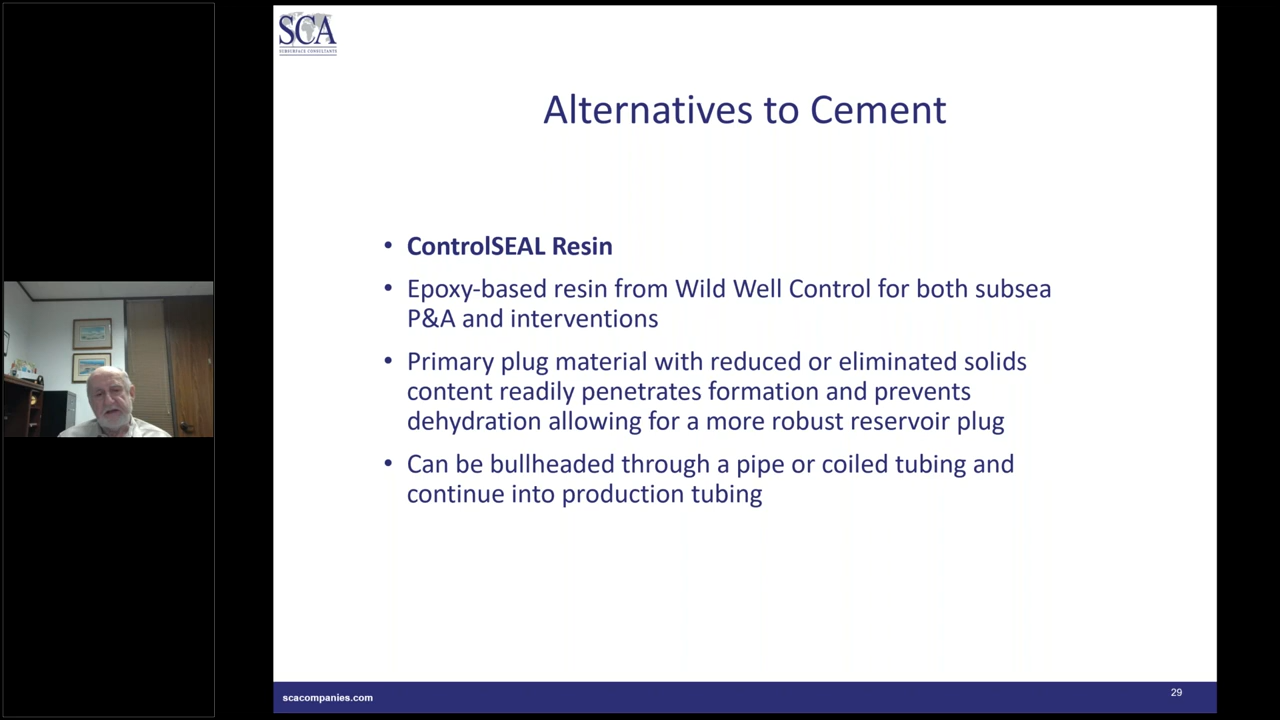 SCA
SUBSURFACE CONSULTANTS
Alternatives to Cement
• ControlSEAL Resin
• Epoxy-based resin from Wild Well Control for both subsea
P&A and interventions
• Primary plug material with reduced or eliminated solids
content readily penetrates formation and prevents
dehydration allowing for a more robust reservoir plug
• Can be bullheaded through a pipe or coiled tubing and
continue into production tubing
scacompanies.com
29